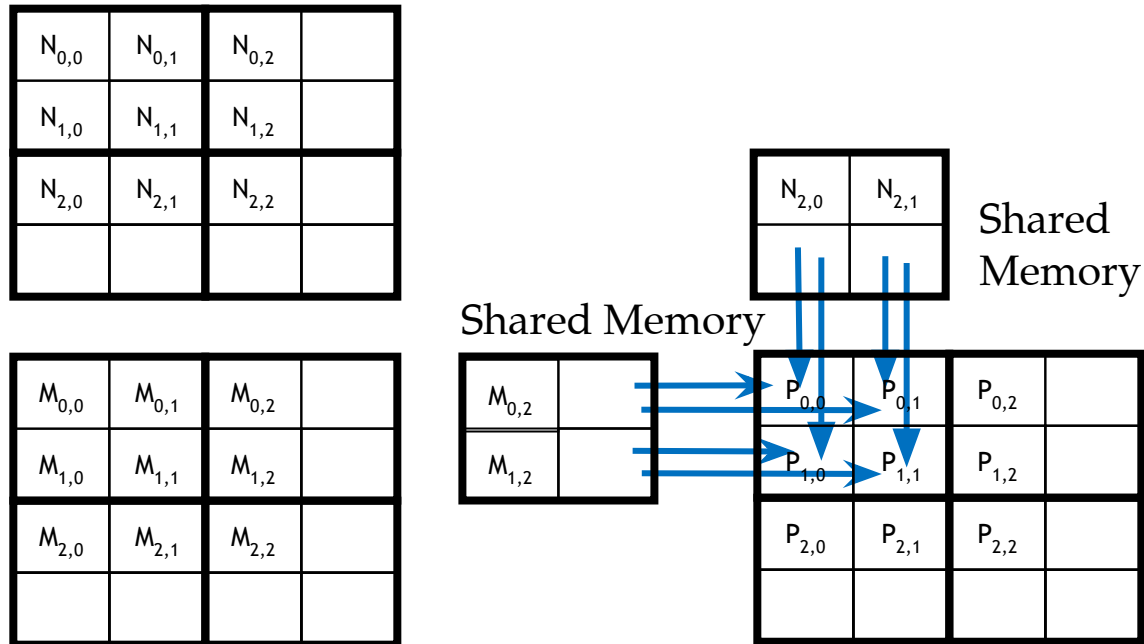 N0,0 N0,1 N0,2
N1,0 N1,1 N1,2
N2,0 N2,1 N2,2
N2,0 N2,1
Shared
Memory
Shared Memory
M0,0 M0,1 M0,2
M1,0 M1,1 M1,2
M2,0 M2,1 M2,2
M0,2
M1,2
P0,0 P0,1 P0,2
P1,0 P1,1 P1,2
P2,0 P2,1 P2,2